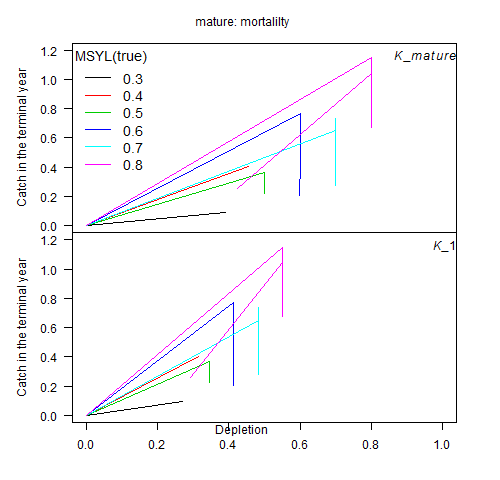 mature: mortalilty
MSYL(true)
0.3
0.4
0.5
0.6
0.7
0.8
K_mature
Catch in the terminal year
0.0
0.2
0.4
0.6
0.8
1.0
1.2
K_1
Catch in the terminal year
0.0
0.2
0.4
0.6
0.8
1.0
1.2
Depletion
0.0 0.2 0.4 0.6 0.8 1.0